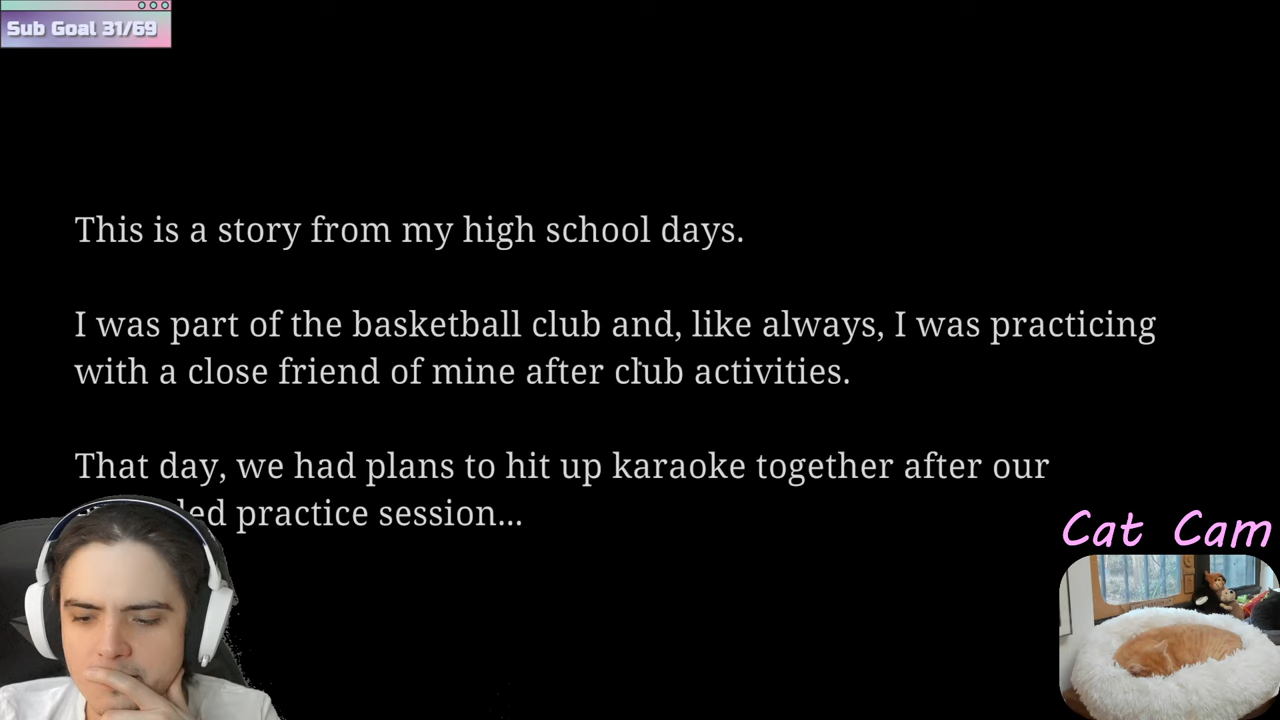 Sub Goal 31/69
This is a story from my high school days.
I was part of the basketball club and, like always, I was practicing
with a close friend of mine after club activities.
That day, we had plans to hit up karaoke together after our
practice session...
Cat Cam